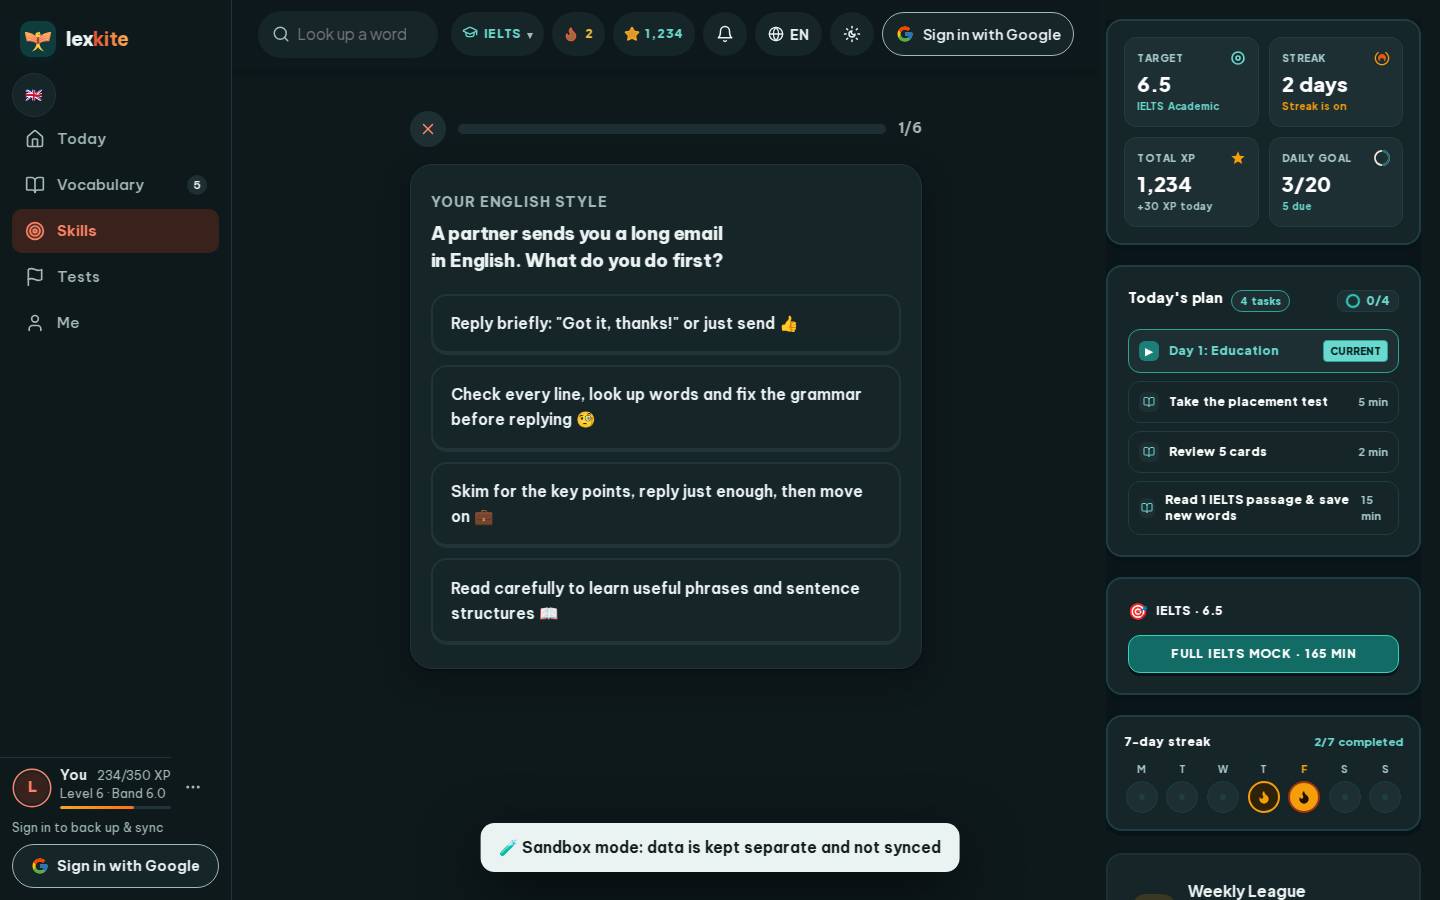 lexkite
Today
Vocabulary 5
Skills
Tests
Me
L You 234/350 XP
Level 6 · Band 6.0
Sign in to back up & sync
Sign in with Google
Look up a word
IELTS ▾
2
1,234
EN
Sign in with Google
1/6
YOUR ENGLISH STYLE
A partner sends you a long email
in English. What do you do first?
Reply briefly: "Got it, thanks!" or just send 👍
Check every line, look up words and fix the grammar
before replying 🧐
Skim for the key points, reply just enough, then move
on 💼
Read carefully to learn useful phrases and sentence
structures 📖
🧪 Sandbox mode: data is kept separate and not synced
TARGET
6.5
IELTS Academic
STREAK
2 days
Streak is on
TOTAL XP
1,234
+30 XP today
DAILY GOAL
3/20
5 due
Today's plan 4 tasks 0/4
Day 1: Education CURRENT
Take the placement test 5 min
Review 5 cards 2 min
Read 1 IELTS passage & save 15
new words min
🎯 IELTS · 6.5
FULL IELTS MOCK · 165 MIN
7-day streak 2/7 completed
M T W T F S S
Weekly League